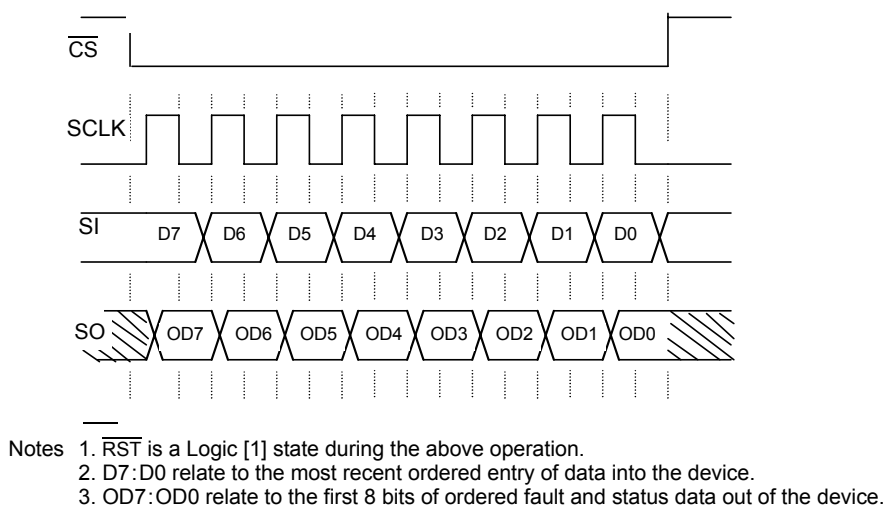 CS
SCLK
SI D7 D6 D5 D4 D3 D2 D1 D0
SO OD7 OD6 OD5 OD4 OD3 OD2 OD1 OD0
Notes 1. RST is a Logic [1] state during the above operation.
2. D7:D0 relate to the most recent ordered entry of data into the device.
3. OD7:OD0 relate to the first 8 bits of ordered fault and status data out of the device.